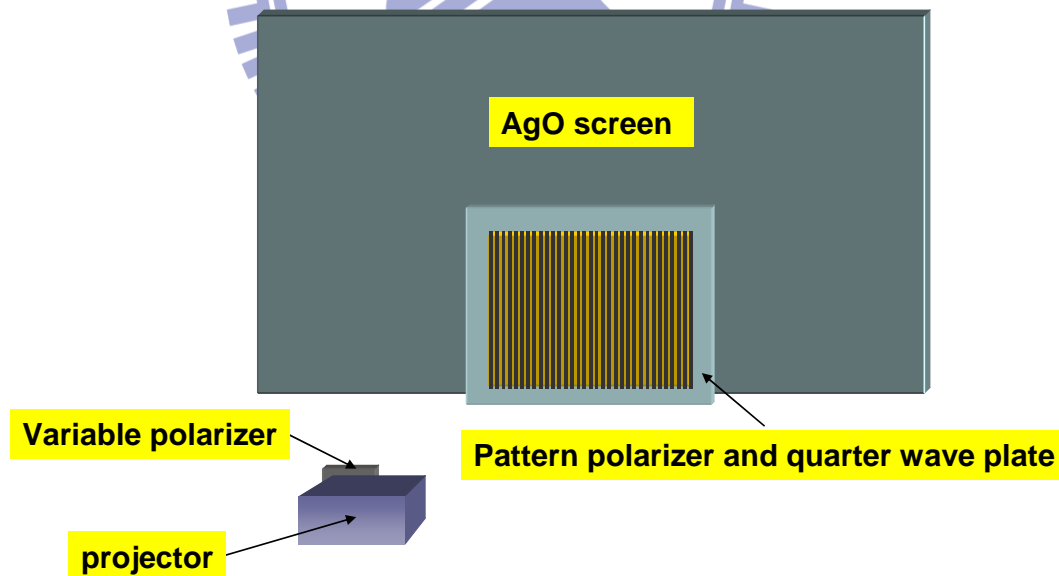 AgO screen
Variable polarizer
Pattern polarizer and quarter wave plate
projector